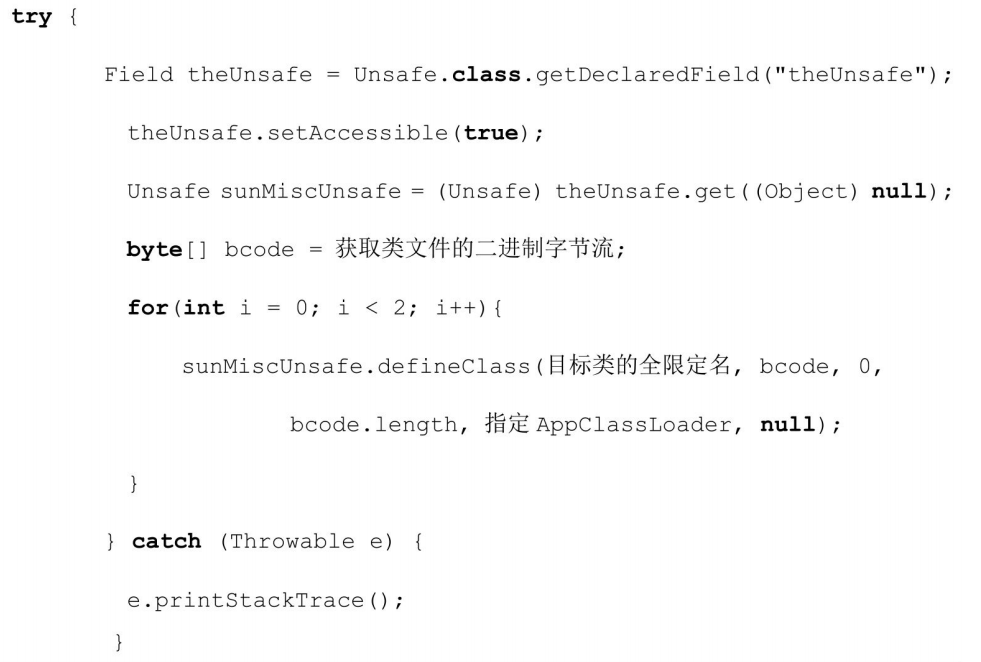 try {
Field theUnsafe = Unsafe.class.getDeclaredField("theUnsafe");
theUnsafe.setAccessible(true);
Unsafe sunMiscUnsafe = (Unsafe) theUnsafe.get((Object) null);
byte[] bcode = 获取类文件的二进制字节流;
for(int i = 0; i < 2; i++){
sunMiscUnsafe.defineClass(目标类的全限定名, bcode, 0,
bcode.length, 指定 AppClassLoader, null);
}
} catch (Throwable e) {
e.printStackTrace();
}